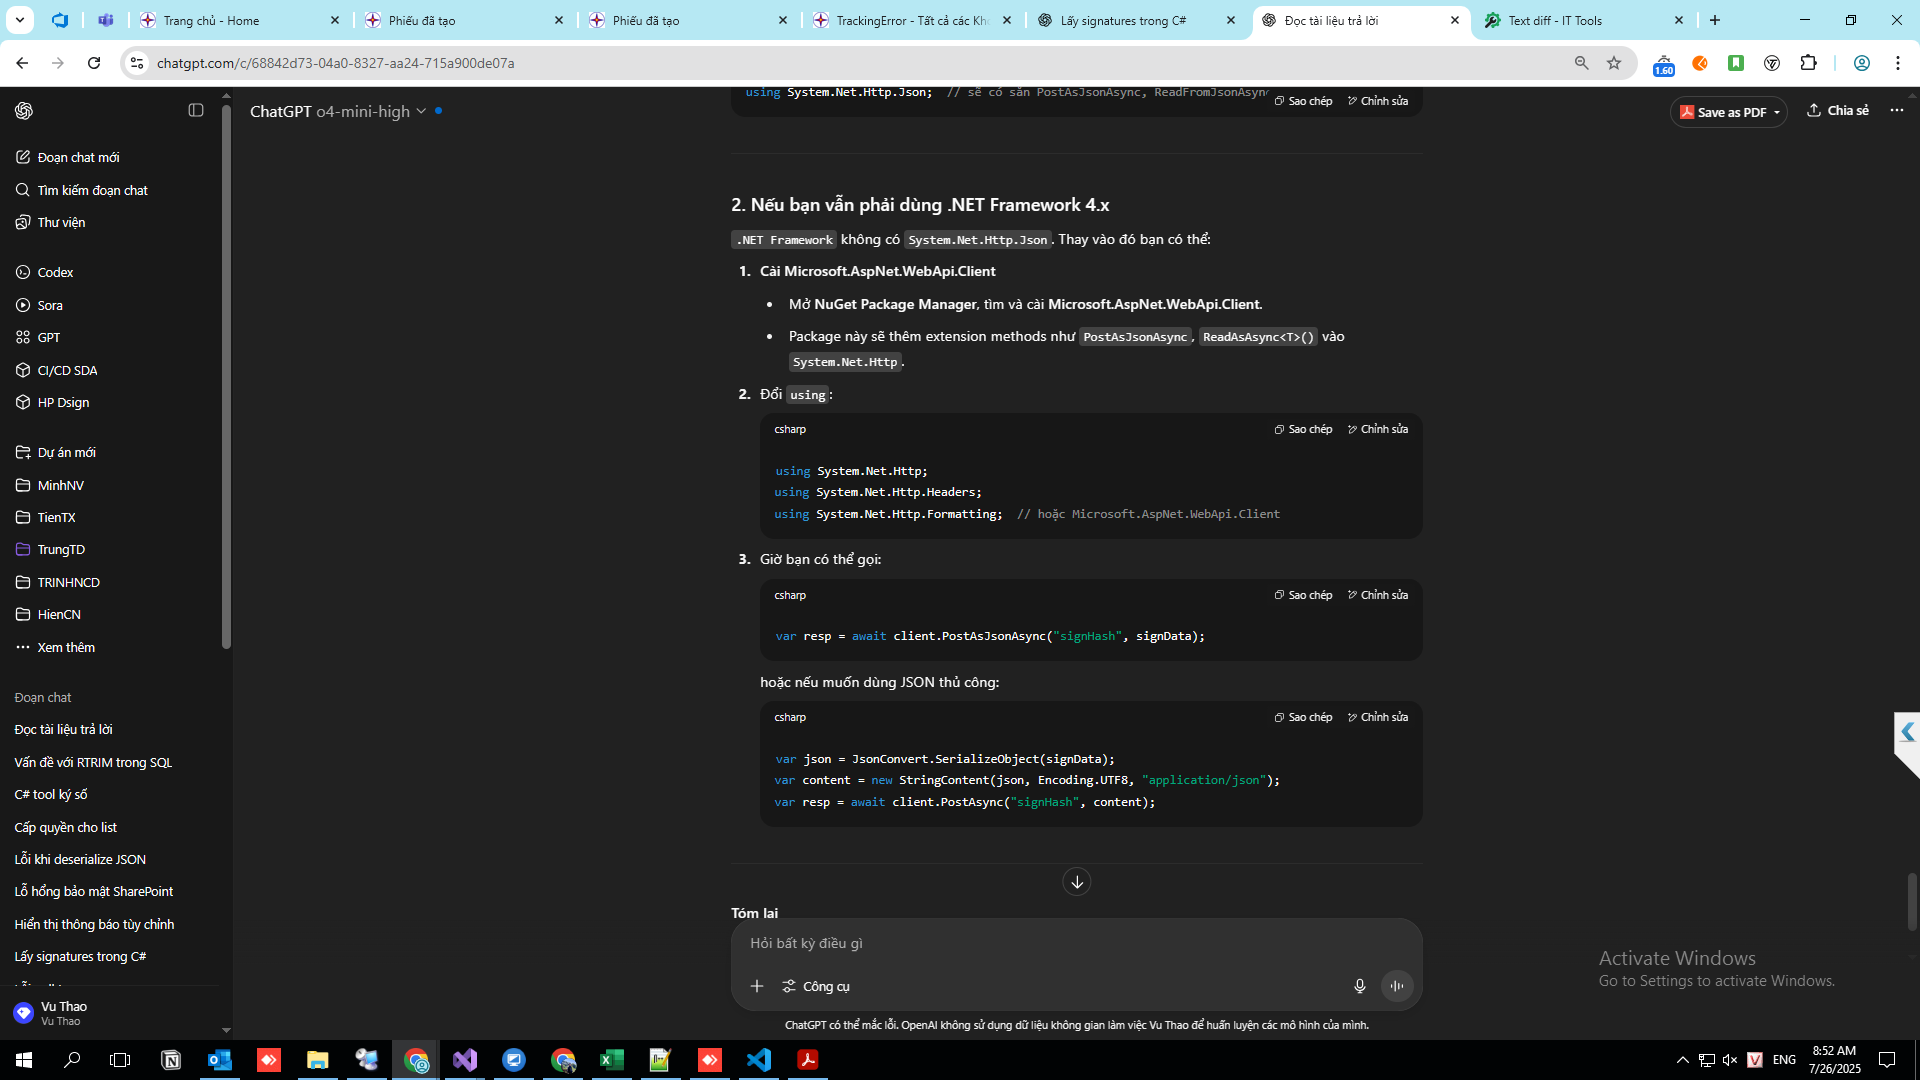 Trang chủ - Home
Phiếu đã tạo
Phiếu đã tạo
TrackingError - Tất cả các Kh
Lấy signatures trong C#
Đọc tài liệu trả lời
Text diff - IT Tools
chatgpt.com/c/68842d73-04a0-8327-aa24-715a900de07a
1.60
ChatGPT o4-mini-high
Save as PDF
Chia sẻ
Đoạn chat mới
Tìm kiếm đoạn chat
Thư viện
Codex
Sora
GPT
CI/CD SDA
HP Dsign
Dự án mới
MinhNV
TienTX
TrungTD
TRINHNCD
HienCN
Xem thêm
Đoạn chat
Đọc tài liệu trả lời
Vấn đề với RTRIM trong SQL
C# tool ký số
Cấp quyền cho list
Lỗi khi deserialize JSON
Lỗ hổng bảo mật SharePoint
Hiển thị thông báo tùy chỉnh
Lấy signatures trong C#
Vu Thao
Vu Thao
using System.Net.Http.Json; // sẽ có sẵn PostAsJsonAsync, ReadFromJsonAsync
Sao chép Chỉnh sửa
2. Nếu bạn vẫn phải dùng .NET Framework 4.x
.NET Framework không có System.Net.Http.Json. Thay vào đó bạn có thể:
1. Cài Microsoft.AspNet.WebApi.Client
• Mở NuGet Package Manager, tìm và cài Microsoft.AspNet.WebApi.Client.
• Package này sẽ thêm extension methods như PostAsJsonAsync, ReadAsAsync<T>() vào
System.Net.Http.
2. Đổi using:
csharp
Sao chép Chỉnh sửa
using System.Net.Http;
using System.Net.Http.Headers;
using System.Net.Http.Formatting; // hoặc Microsoft.AspNet.WebApi.Client
3. Giờ bạn có thể gọi:
csharp
Sao chép Chỉnh sửa
var resp = await client.PostAsJsonAsync("signHash", signData);
hoặc nếu muốn dùng JSON thủ công:
csharp
Sao chép Chỉnh sửa
var json = JsonConvert.SerializeObject(signData);
var content = new StringContent(json, Encoding.UTF8, "application/json");
var resp = await client.PostAsync("signHash", content);
Tóm lại
Hỏi bất kỳ điều gì
Công cụ
ChatGPT có thể mắc lỗi. OpenAI không sử dụng dữ liệu không gian làm việc Vu Thao để huấn luyện các mô hình của mình.
Activate Windows
Go to Settings to activate Windows.
ENG
8:52 AM
7/26/2025